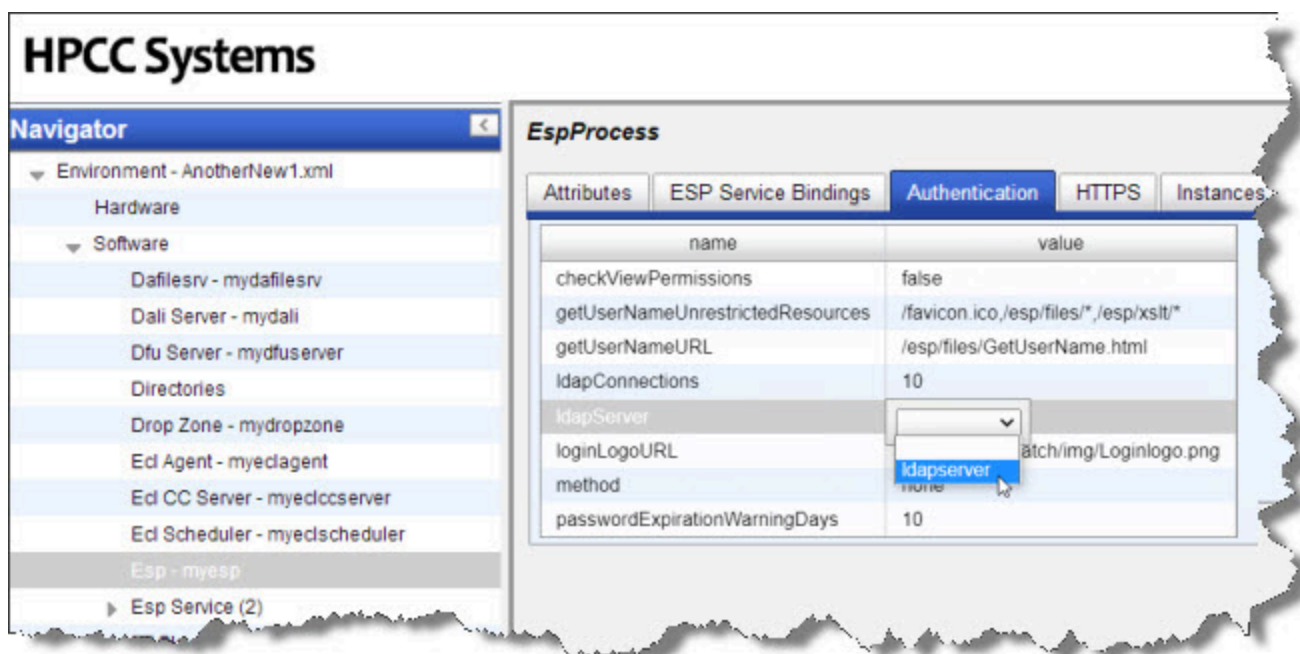 HPCC Systems
Navigator
Environment - AnotherNew1.xml
Hardware
Software
Dafilesrv - mydafilesrv
Dali Server - mydali
Dfu Server - mydfuserver
Directories
Drop Zone - mydropzone
Ecl Agent - myeclagent
Ecl CC Server - myeclccserver
Ecl Scheduler - myeclscheduler
Esp - myesp
Esp Service (2)
EspProcess
Attributes ESP Service Bindings Authentication HTTPS Instances
name value
checkViewPermissions false
getUserNameUnrestrictedResources /favicon.ico,/esp/files/*,/esp/xslt/*
getUserNameURL /esp/files/GetUserName.html
ldapConnections 10
ldapServer
loginLogoURL atch/img/Loginlogo.png
ldapserver
method none
passwordExpirationWarningDays 10